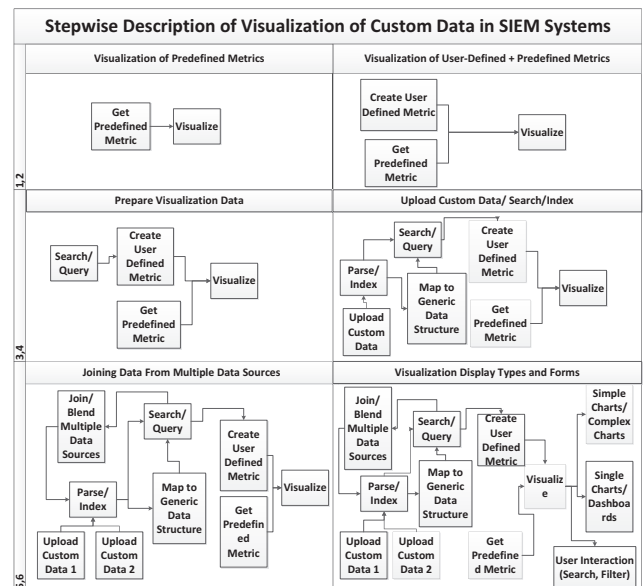 Stepwise Description of Visualization of Custom Data in SIEM Systems
Visualization of Predefined Metrics
Visualization of User-Defined + Predefined Metrics
1,2
Get
Predefined
Metric
Visualize
Create User
Defined Metric
Get
Predefined
Metric
Visualize
Prepare Visualization Data
Upload Custom Data/ Search/Index
3,4
Search/
Query
Create
User
Defined
Metric
Get
Predefined
Metric
Visualize
Search/
Query
Create
User
Defined
Metric
Parse/
Index
Map to
Generic
Data
Structure
Upload
Custom
Data
Get
Predefined
Metric
Visualize
Joining Data From Multiple Data Sources
Visualization Display Types and Forms
5,6
Join/
Blend
Multiple
Data
Sources
Search/
Query
Create
User
Defined
Metric
Parse/
Index
Map to
Generic
Data
Structure
Visualize
Get
Predefin
ed
Metric
Upload
Custom
Data 1
Upload
Custom
Data 2
Join/
Blend
Multiple
Data
Sources
Search/
Query
Create
User
Defined
Metric
Simple
Charts/
Complex
Charts
Parse/
Index
Map to
Generic
Data
Structure
Visualiz
e
Single
Charts/
Dashboa
rds
Upload
Custom
Data 1
Upload
Custom
Data 2
Get
Predefine
d Metric
User Interaction
(Search, Filter)